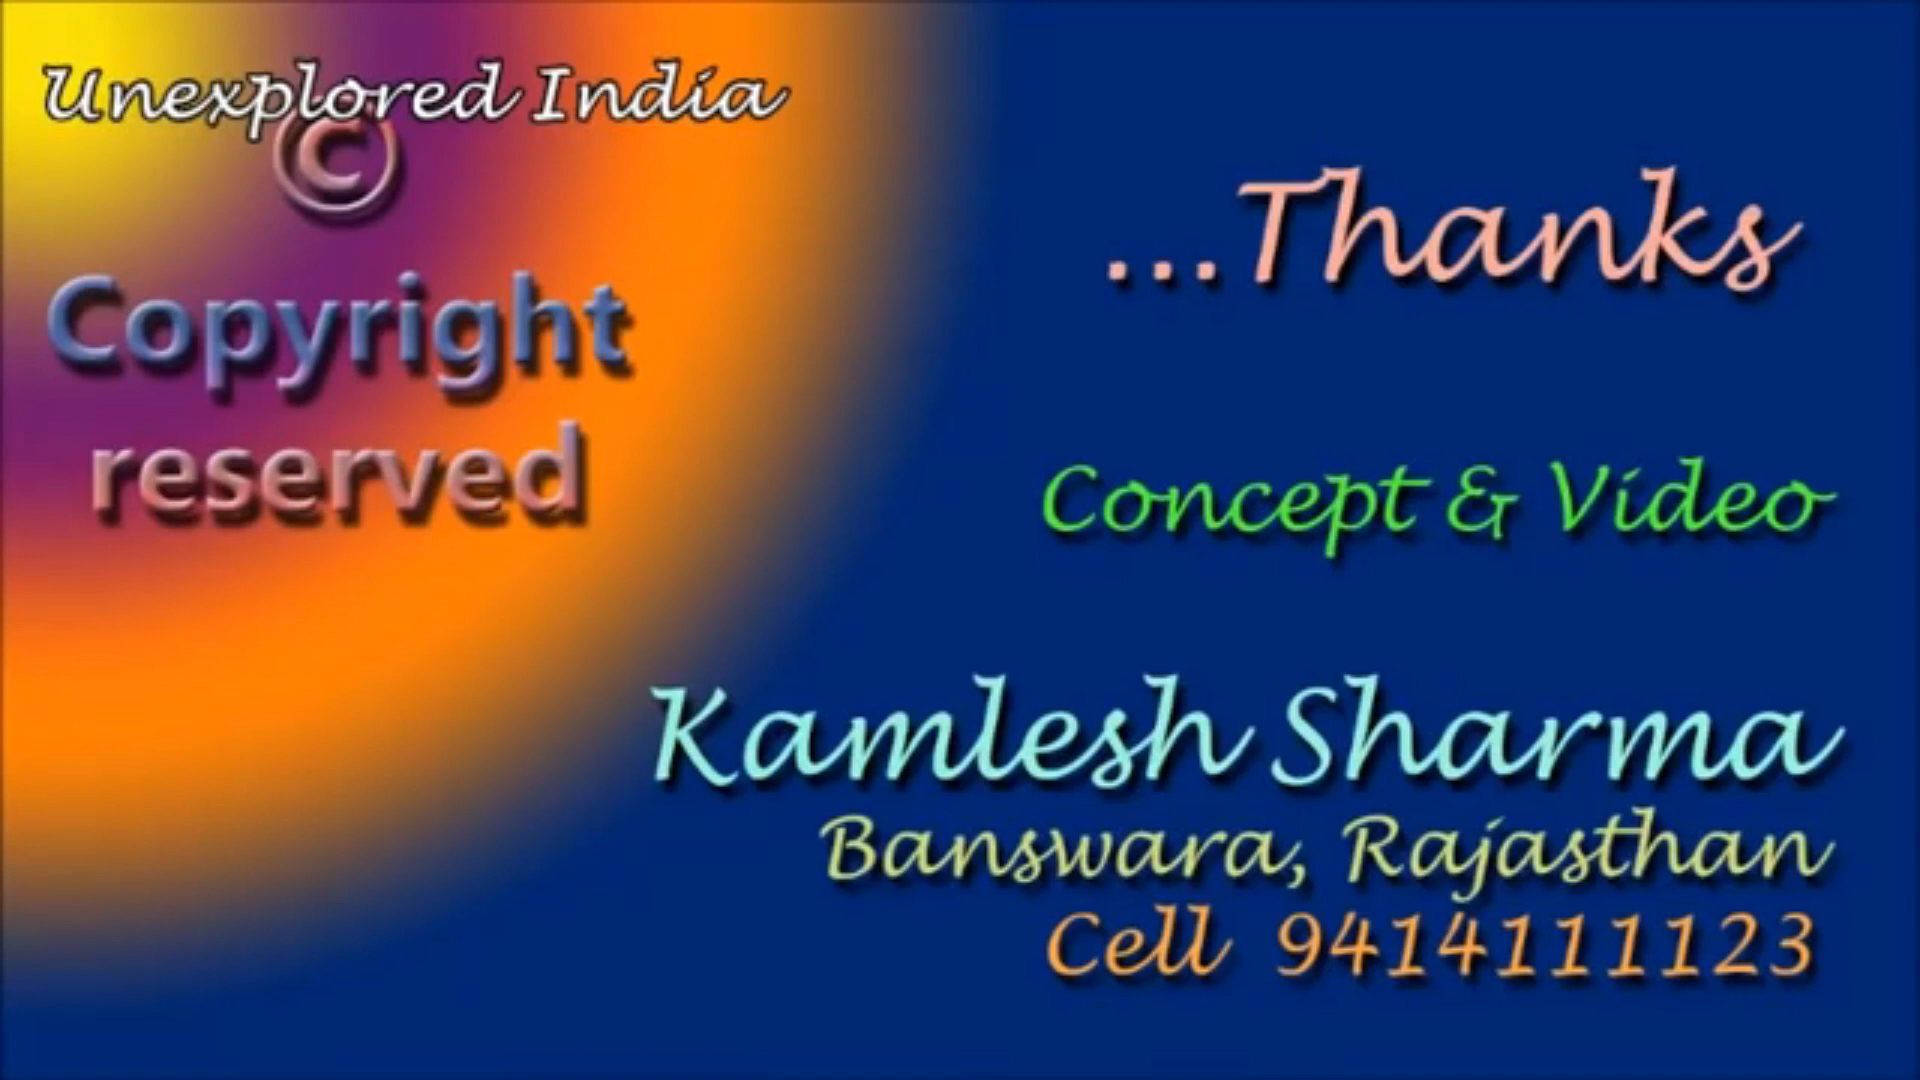 Unexplored India
©
Copyright
reserved
...Thanks
Concept & Video
Kamlesh Sharma
Banswara, Rajasthan
Cell 9414111123